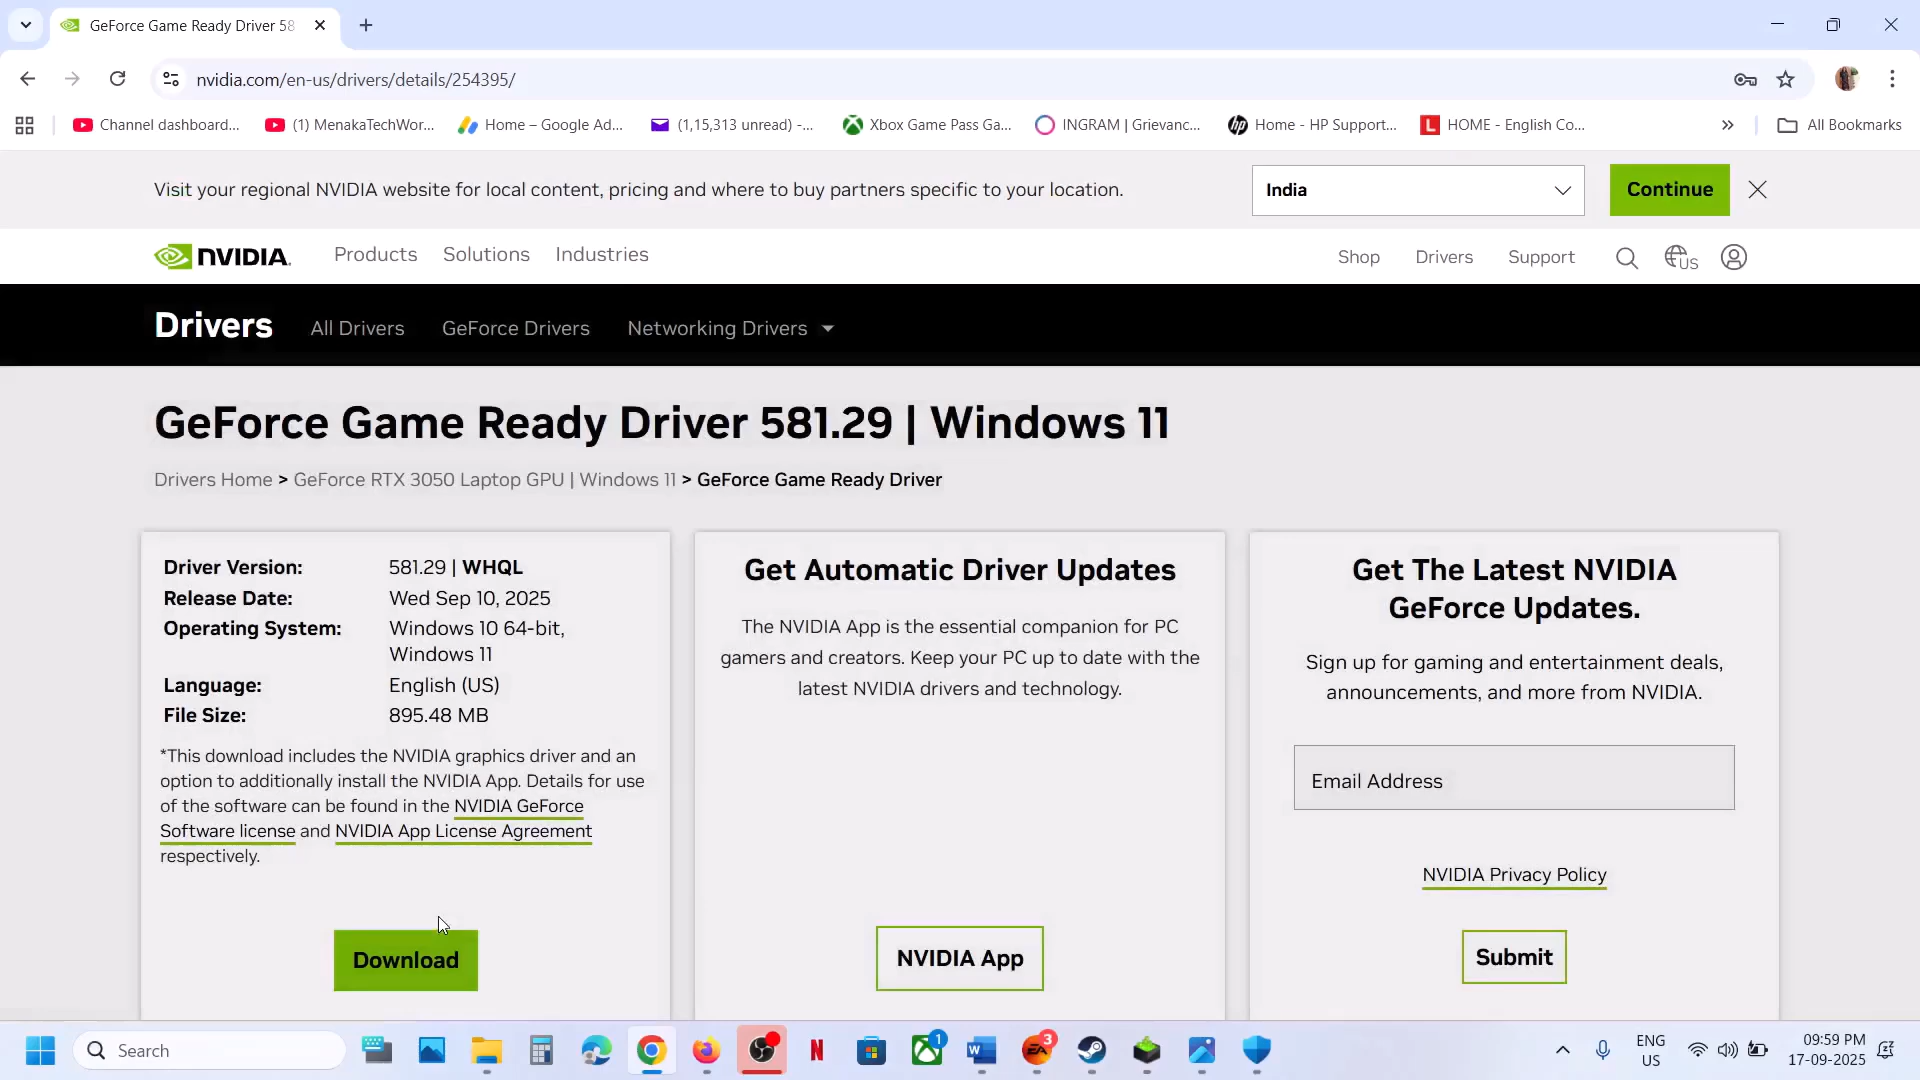 GeForce Game Ready Driver 58
nvidia.com/en-us/drivers/details/254395/
Channel dashboard...
(1) MenakaTechWor...
Home – Google Ad...
(1,15,313 unread) -...
Xbox Game Pass Ga...
INGRAM | Grievanc...
Home - HP Support...
HOME - English Co...
All Bookmarks
Visit your regional NVIDIA website for local content, pricing and where to buy partners specific to your location.
India
Continue
NVIDIA.
Products
Solutions
Industries
Shop
Drivers
Support
US
Drivers
All Drivers
GeForce Drivers
Networking Drivers
GeForce Game Ready Driver 581.29 | Windows 11
Drivers Home > GeForce RTX 3050 Laptop GPU | Windows 11 > GeForce Game Ready Driver
Driver Version: 581.29 | WHQL
Release Date: Wed Sep 10, 2025
Operating System: Windows 10 64-bit,
Windows 11
Language: English (US)
File Size: 895.48 MB
*This download includes the NVIDIA graphics driver and an
option to additionally install the NVIDIA App. Details for use
of the software can be found in the NVIDIA GeForce
Software license and NVIDIA App License Agreement
respectively.
Download
Get Automatic Driver Updates
The NVIDIA App is the essential companion for PC
gamers and creators. Keep your PC up to date with the
latest NVIDIA drivers and technology.
NVIDIA App
Get The Latest NVIDIA
GeForce Updates.
Sign up for gaming and entertainment deals,
announcements, and more from NVIDIA.
Email Address
NVIDIA Privacy Policy
Submit
Search
1
3
ENG
US
09:59 PM
17-09-2025